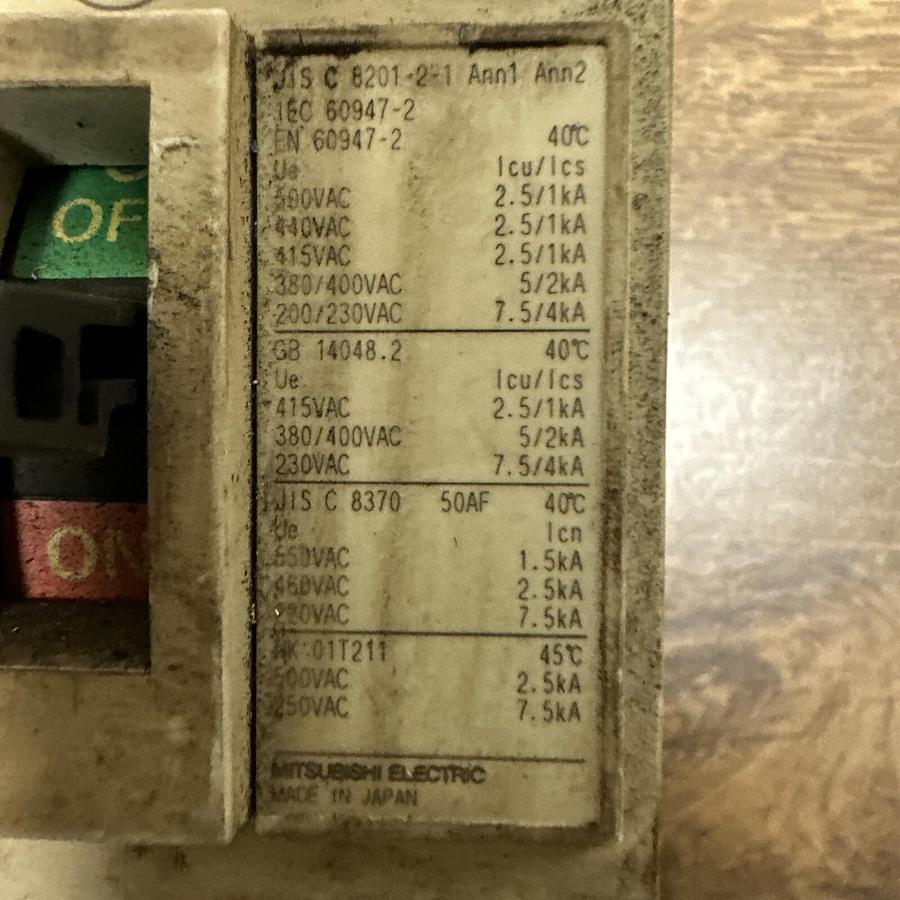 OF
ON
JIS C 8201-2-1 Ann1 Ann2
IEC 60947-2
EN 60947-2 40℃
Ue Icu/Ics
500VAC 2.5/1kA
440VAC 2.5/1kA
415VAC 2.5/1kA
380/400VAC 5/2kA
200/230VAC 7.5/4kA
GB 14048.2 40℃
Ue Icu/Ics
415VAC 2.5/1kA
380/400VAC 5/2kA
230VAC 7.5/4kA
JIS C 8370 50AF 40℃
Ue Icn
550VAC 1.5kA
460VAC 2.5kA
220VAC 7.5kA
NK:01T211 45℃
500VAC 2.5kA
250VAC 7.5kA
MITSUBISHI ELECTRIC
MADE IN JAPAN